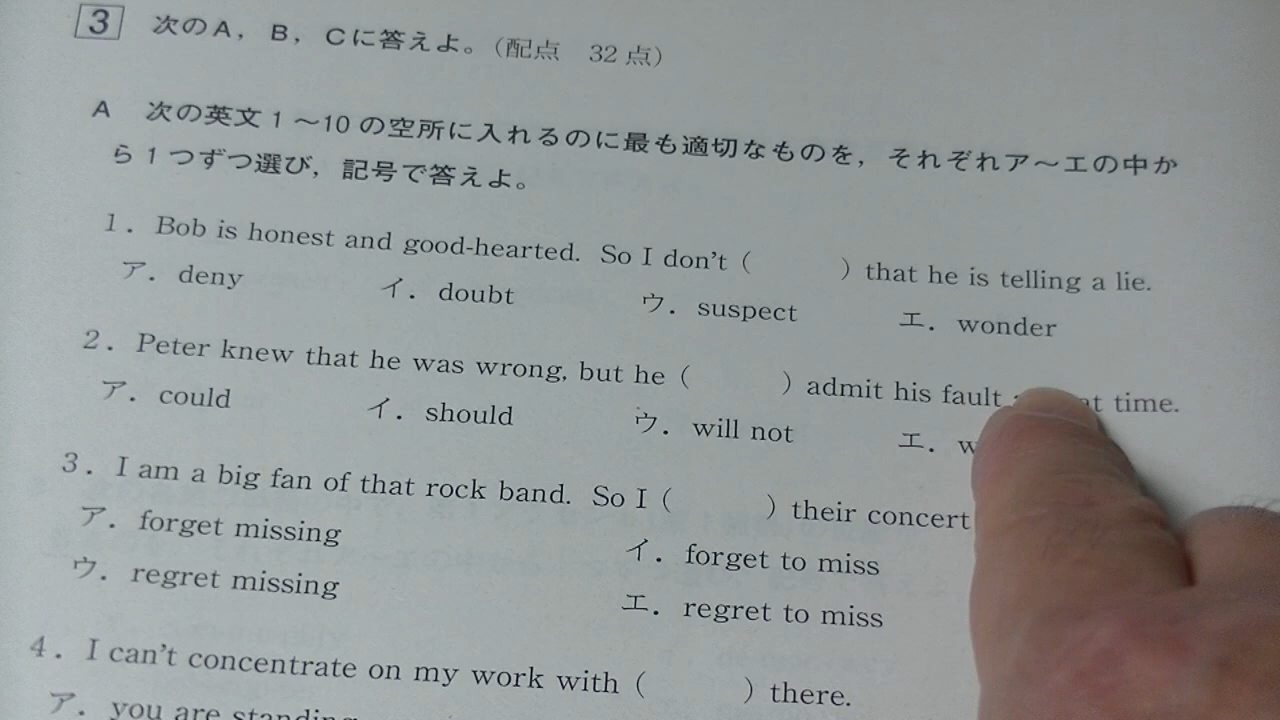 3 次のA，B，Cに答えよ。（配点 32点）
A 次の英文1～10の空所に入れるのに最も適切なものを，それぞれア～エの中か
ら1つずつ選び，記号で答えよ。
1．Bob is honest and good-hearted. So I don't ( ) that he is telling a lie.
ア．deny イ．doubt ウ．suspect エ．wonder
2．Peter knew that he was wrong, but he ( ) admit his fault time.
ア．could イ．should ウ．will not エ．
3．I am a big fan of that rock band. So I ( ) their concert
ア．forget missing イ．forget to miss
ウ．regret missing エ．regret to miss
4．I can't concentrate on my work with ( ) there.
ア．you are standing